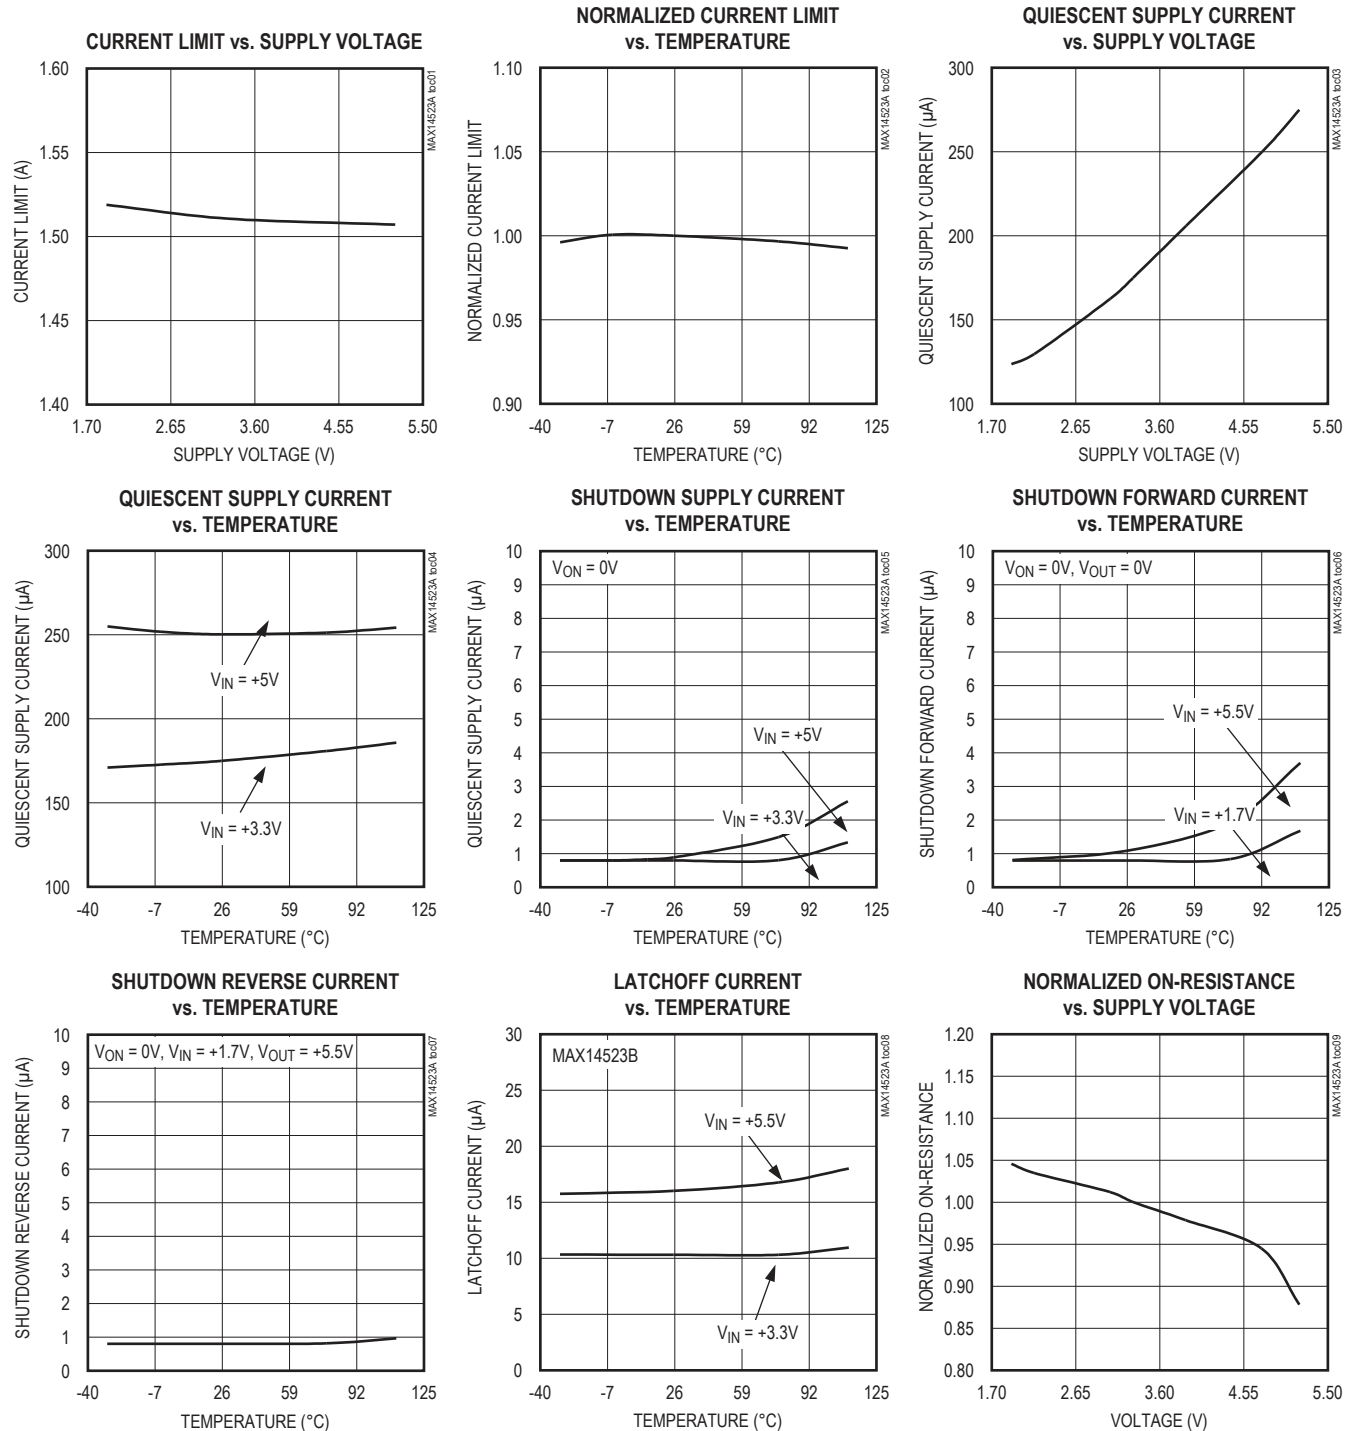 CURRENT LIMIT vs. SUPPLY VOLTAGE
MAX14523A toc01
CURRENT LIMIT (A)
1.60
1.55
1.50
1.45
1.40
1.70 2.65 3.60 4.55 5.50
SUPPLY VOLTAGE (V)
NORMALIZED CURRENT LIMIT
vs. TEMPERATURE
MAX14523A toc02
NORMALIZED CURRENT LIMIT
1.10
1.05
1.00
0.95
0.90
-40 -7 26 59 92 125
TEMPERATURE (°C)
QUIESCENT SUPPLY CURRENT
vs. SUPPLY VOLTAGE
MAX14523A toc03
QUIESCENT SUPPLY CURRENT (µA)
300
250
200
150
100
1.70 2.65 3.60 4.55 5.50
SUPPLY VOLTAGE (V)
QUIESCENT SUPPLY CURRENT
vs. TEMPERATURE
MAX14523A toc04
QUIESCENT SUPPLY CURRENT (µA)
300
250
200
150
100
VIN = +5V
VIN = +3.3V
-40 -7 26 59 92 125
TEMPERATURE (°C)
SHUTDOWN SUPPLY CURRENT
vs. TEMPERATURE
MAX14523A toc05
QUIESCENT SUPPLY CURRENT (µA)
10
9
8
7
6
5
4
3
2
1
0
VON = 0V
VIN = +5V
VIN = +3.3V
-40 -7 26 59 92 125
TEMPERATURE (°C)
SHUTDOWN FORWARD CURRENT
vs. TEMPERATURE
MAX14523A toc06
SHUTDOWN FORWARD CURRENT (µA)
10
9
8
7
6
5
4
3
2
1
0
VON = 0V, VOUT = 0V
VIN = +5.5V
VIN = +1.7V
-40 -7 26 59 92 125
TEMPERATURE (°C)
SHUTDOWN REVERSE CURRENT
vs. TEMPERATURE
MAX14523A toc07
SHUTDOWN REVERSE CURRENT (µA)
10
9
8
7
6
5
4
3
2
1
0
VON = 0V, VIN = +1.7V, VOUT = +5.5V
-40 -7 26 59 92 125
TEMPERATURE (°C)
LATCHOFF CURRENT
vs. TEMPERATURE
MAX14523A toc08
LATCHOFF CURRENT (µA)
30
25
20
15
10
5
0
MAX14523B
VIN = +5.5V
VIN = +3.3V
-40 -7 26 59 92 125
TEMPERATURE (°C)
NORMALIZED ON-RESISTANCE
vs. SUPPLY VOLTAGE
MAX14523A toc09
NORMALIZED ON-RESISTANCE
1.20
1.15
1.10
1.05
1.00
0.95
0.90
0.85
0.80
1.70 2.65 3.60 4.55 5.50
VOLTAGE (V)